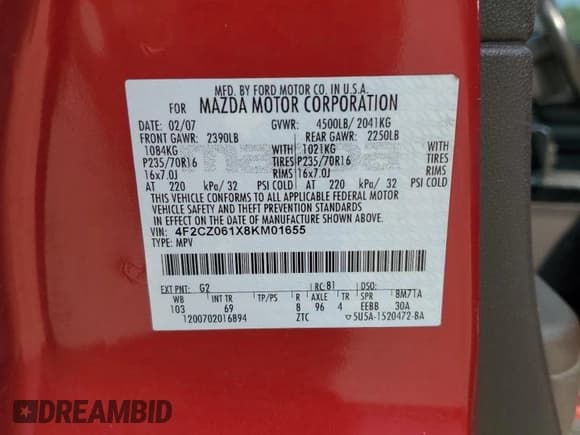 MFD. BY FORD MOTOR CO. IN U.S.A.
FOR MAZDA MOTOR CORPORATION
DATE: 02/07 GVWR: 4500LB/ 2041KG
FRONT GAWR: 2390LB REAR GAWR: 2250LB
1084KG WITH 1021KG WITH
P235/70R16 TIRES P235/70R16 TIRES
16x7.0J RIMS 16x7.0J RIMS
AT 220 kPa/ 32 PSI COLD AT 220 kPa/ 32 PSI COLD
THIS VEHICLE CONFORMS TO ALL APPLICABLE FEDERAL MOTOR
VEHICLE SAFETY AND THEFT PREVENTION STANDARDS
IN EFFECT ON THE DATE OF MANUFACTURE SHOWN ABOVE.
VIN: 4F2CZ061X8KM01655
TYPE: MPV
EXT PNT: G2 RC: 81 DSO:
WB INT TR TP/PS R AXLE TR SPR 8M71A
103 69 8 96 4 EEBB 30A
1200702016894 ZTC 5U5A-1520472-BA
mazda
DREAMBID